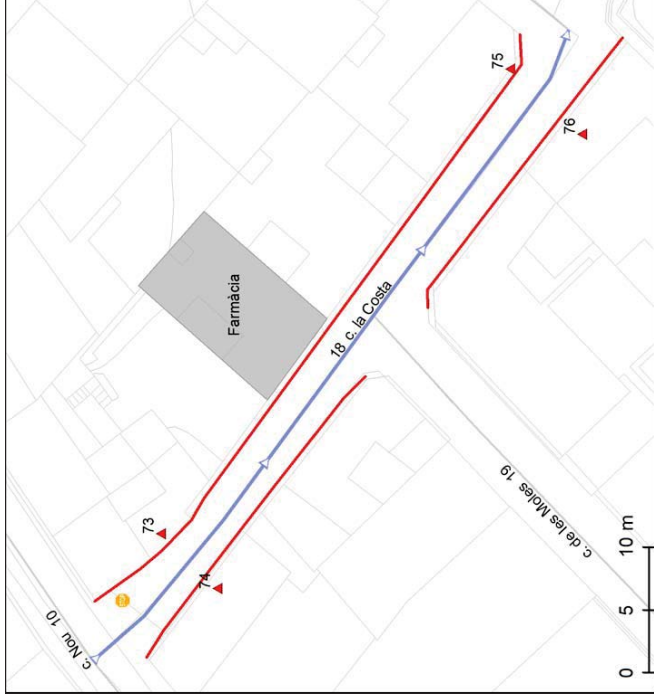 75
76
Farmàcia
18 c. la Costa
73
74
c. Nou 10
c. de les Moles 19
0 5 10 m